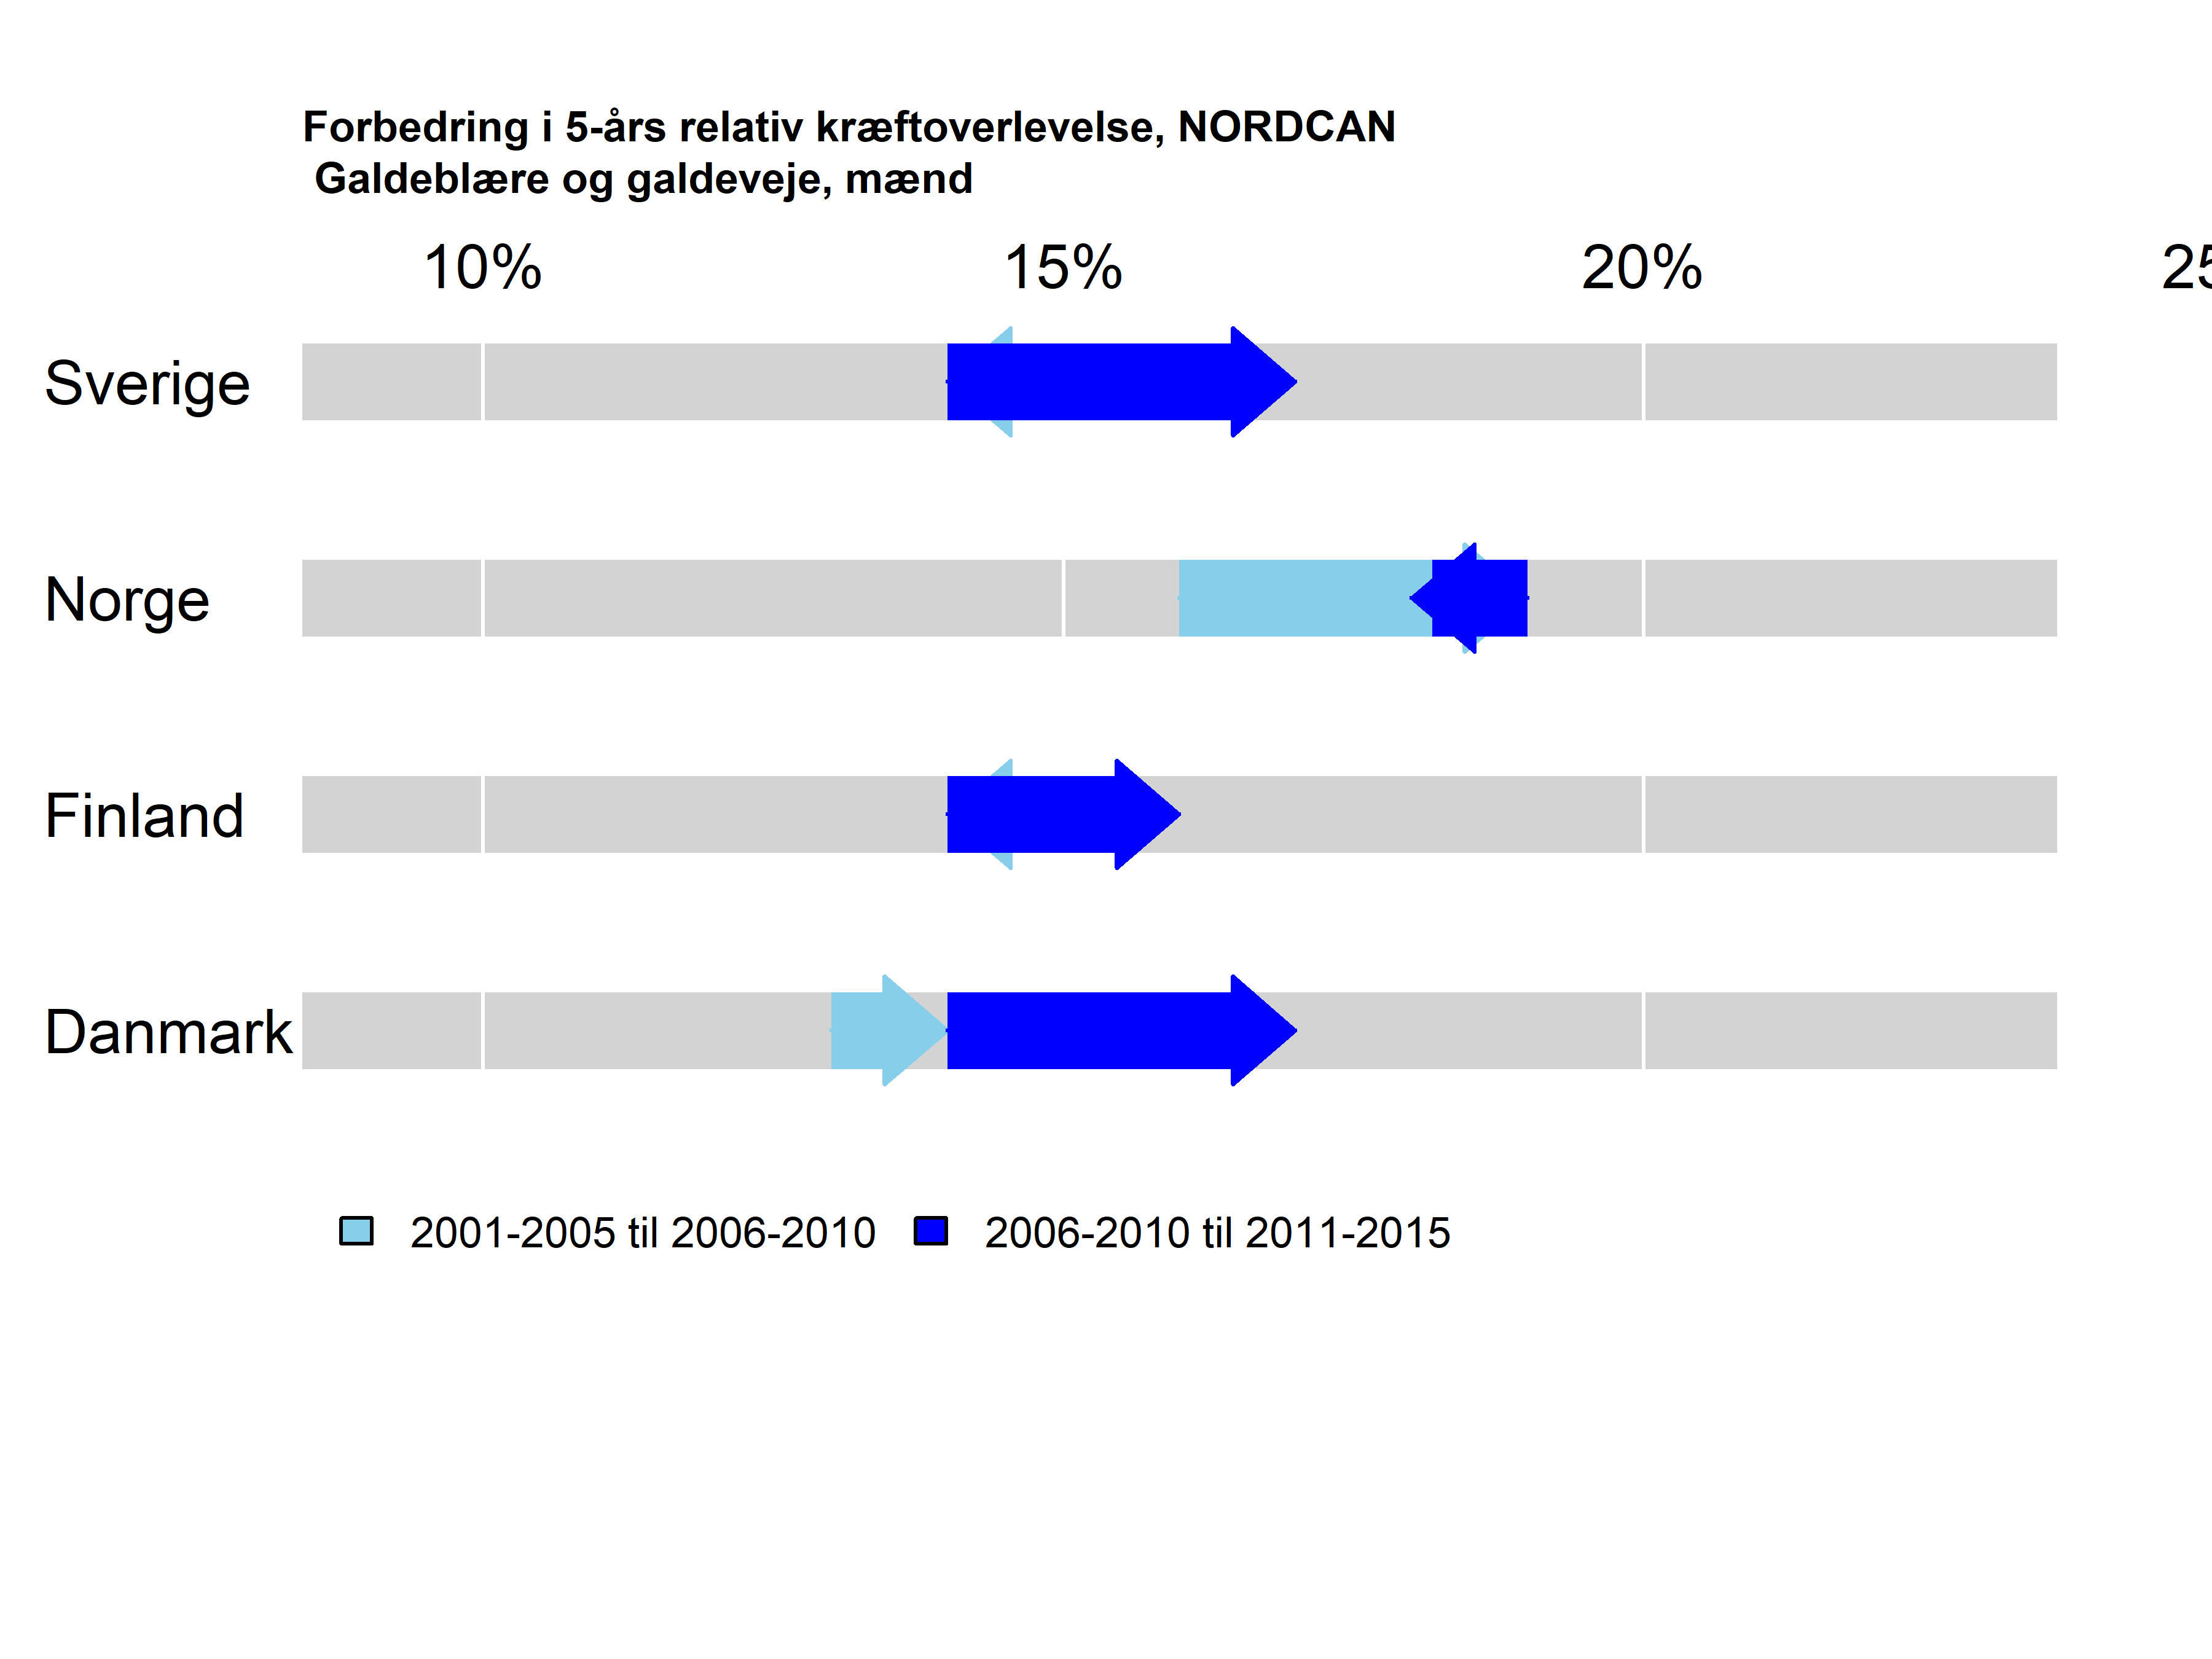 Forbedring i 5-års relativ kræftoverlevelse, NORDCAN
Galdeblære og galdeveje, mænd
10% 15% 20% 25
Sverige
Norge
Finland
Danmark
2001-2005 til 2006-2010 2006-2010 til 2011-2015